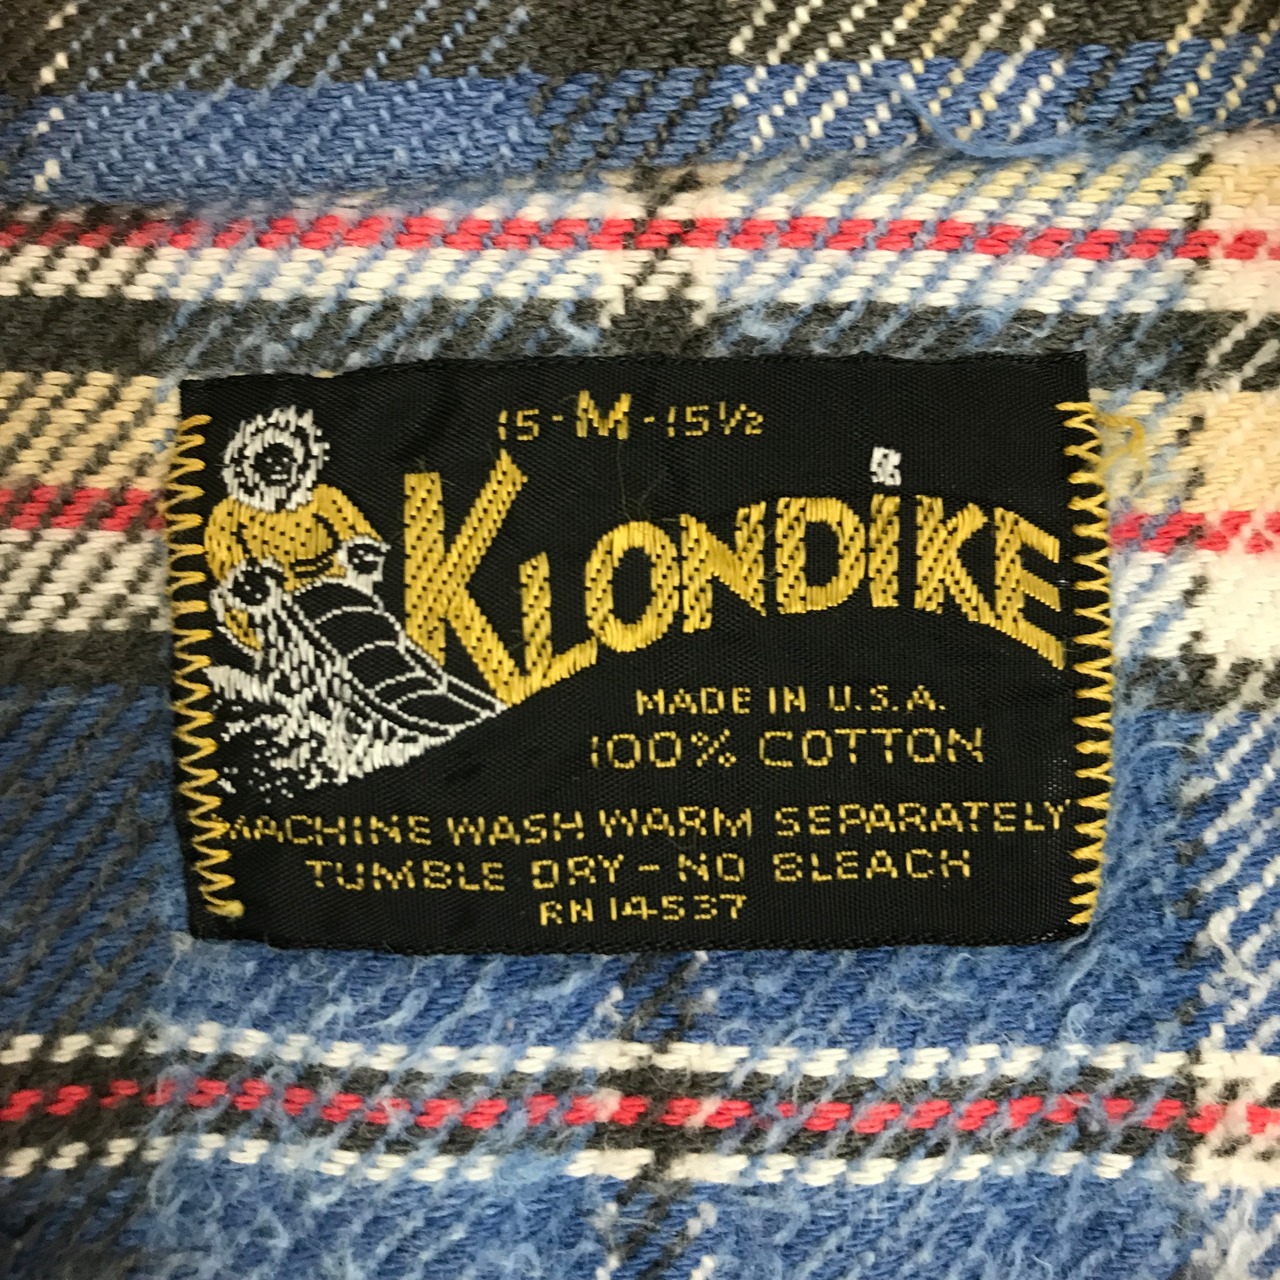 15-M-15½
KLONDiKE
MADE IN U.S.A.
100% COTTON
MACHINE WASH WARM SEPARATELY
TUMBLE DRY - NO BLEACH
RN 14537